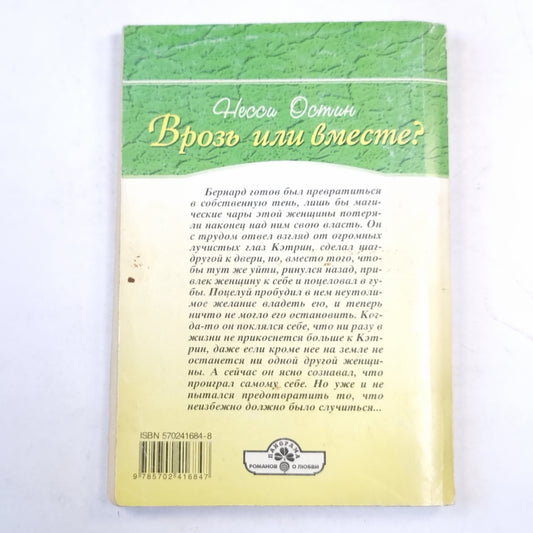 Несси Остин
Врозь или вместе?
Бернард готов был превратиться
в собственную тень, лишь бы маги-
ческие чары этой женщины потеря-
ли наконец над ним свою власть. Он
с трудом отвел взгляд от огромных
лучистых глаз Кэтрин, сделал шаг-
другой к двери, но, вместо того, что-
бы тут же уйти, ринулся назад, при-
влек женщину к себе и поцеловал в гу-
бы. Поцелуй пробудил в нем неутоли-
мое желание владеть ею, и теперь
ничто не могло его остановить. Ког-
да-то он поклялся себе, что ни разу в
жизни не прикоснется больше к Кэт-
рин, даже если кроме нее на земле не
останется ни одной другой женщи-
ны. А сейчас он ясно сознавал, что
проиграл самому себе. Но уже и не
пытался предотвратить то, что
неизбежно должно было случиться...
ISBN 570241684-8
9 785702 416847
ПАНОРАМА
РОМАНОВ О ЛЮБВИ